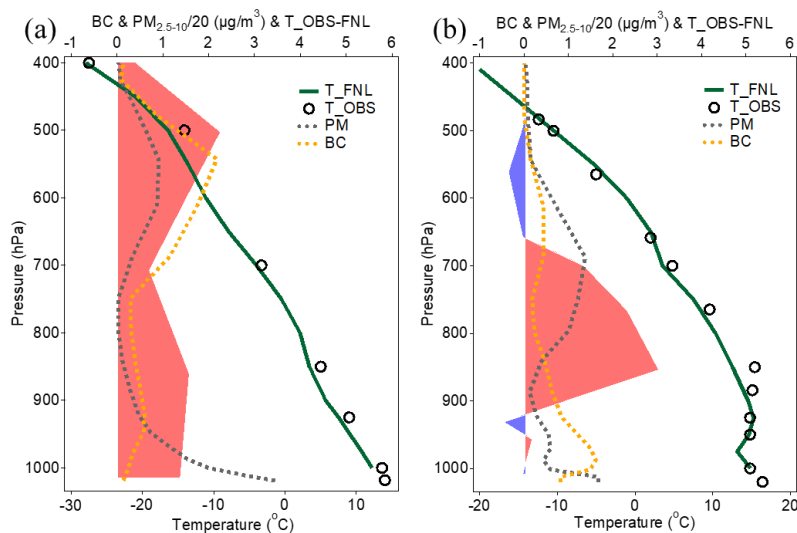 (a)
BC & PM2.5-10/20 (µg/m³) & T_OBS-FNL
-1 0 1 2 3 4 5 6
400
500
600
700
800
900
1000
Pressure (hPa)
T_FNL
T_OBS
PM
BC
-30 -20 -10 0 10
Temperature (°C)
(b)
BC & PM2.5-10/20 (µg/m³) & T_OBS-FNL
-1 0 1 2 3 4 5 6
400
500
600
700
800
900
1000
Pressure (hPa)
T_FNL
T_OBS
PM
BC
-20 -10 0 10 20
Temperature (°C)